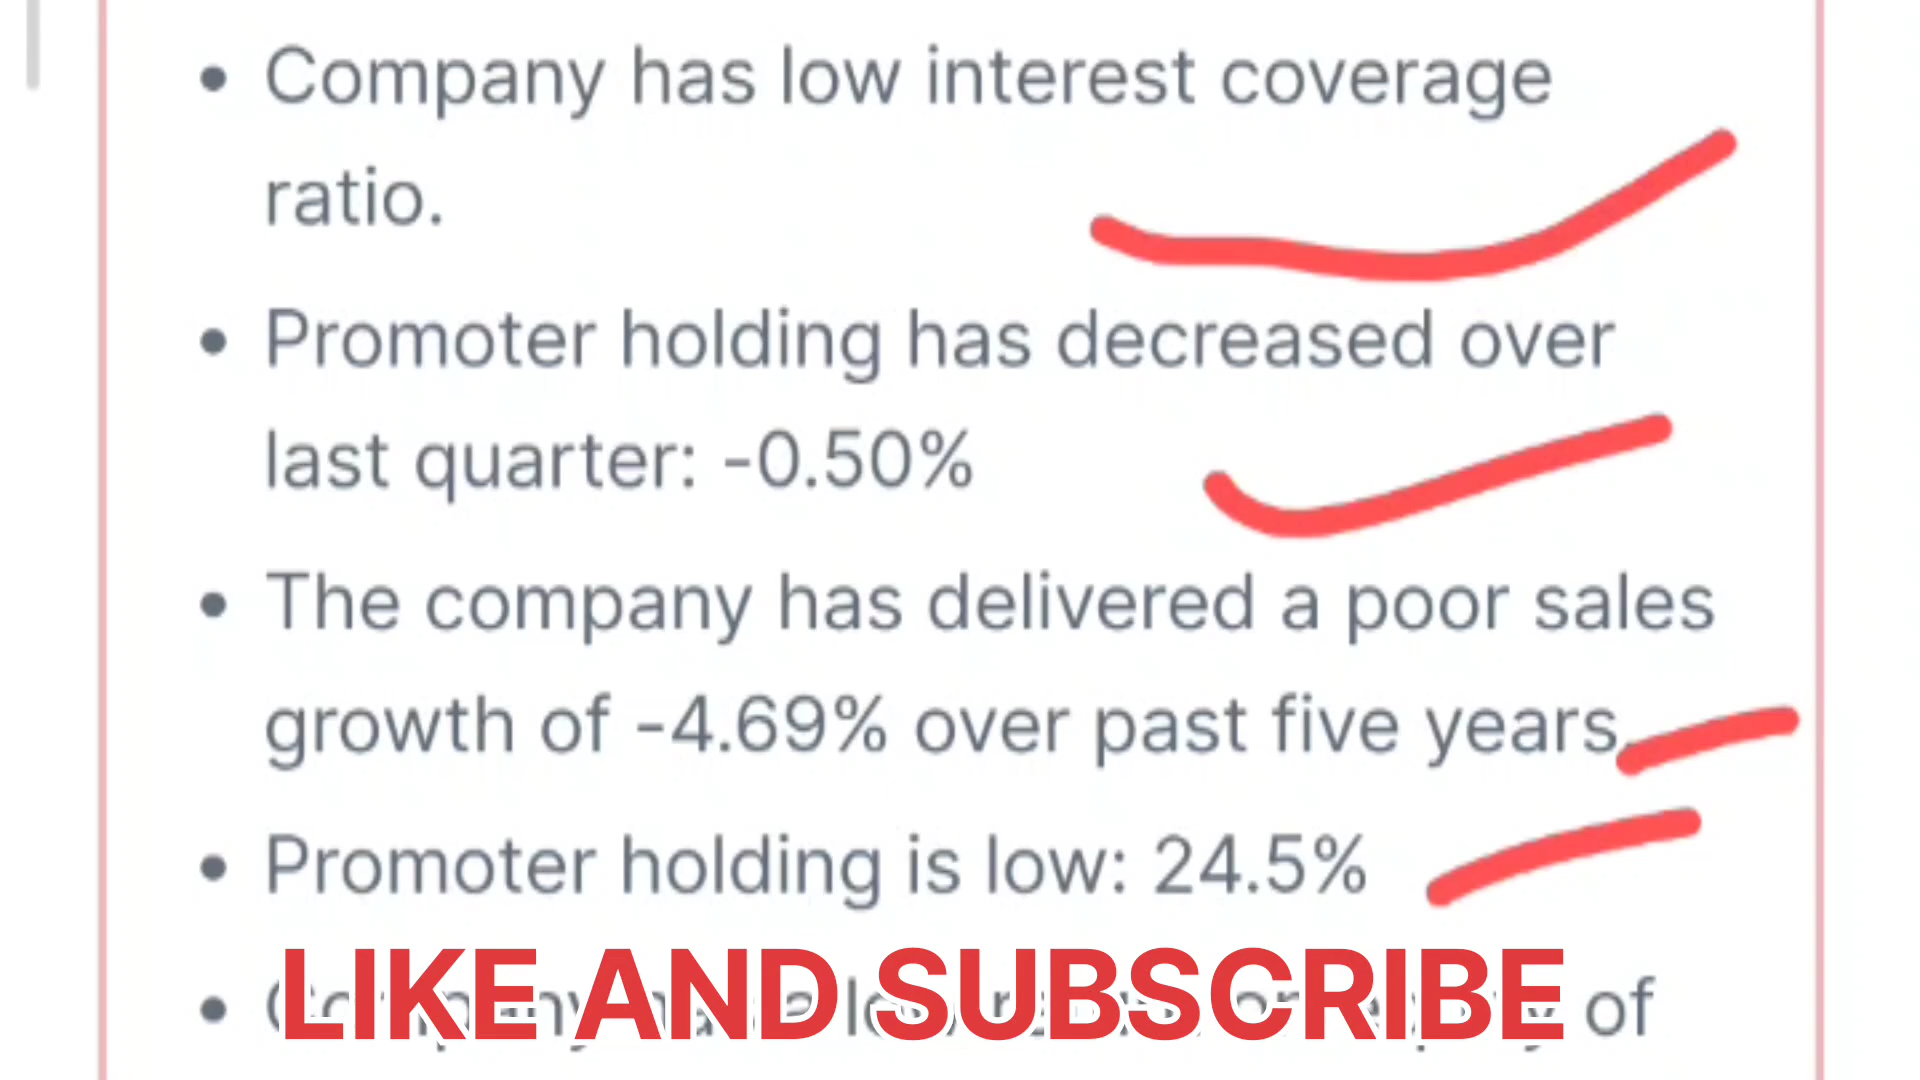 • Company has low interest coverage
ratio.
• Promoter holding has decreased over
last quarter: -0.50%
• The company has delivered a poor sales
growth of -4.69% over past five years.
• Promoter holding is low: 24.5%
LIKE AND SUBSCRIBE
• Company of